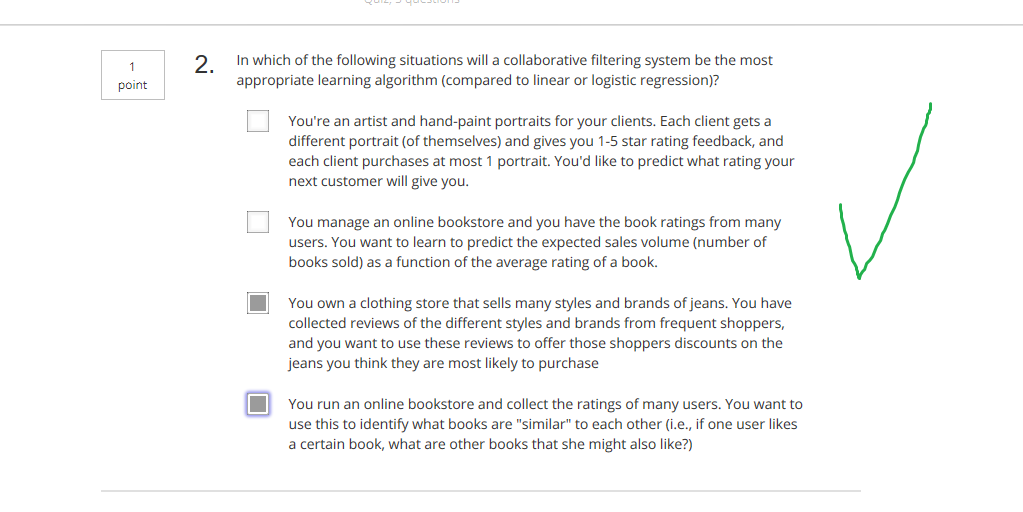 Quiz, 5 questions
1
point
2.
In which of the following situations will a collaborative filtering system be the most
appropriate learning algorithm (compared to linear or logistic regression)?
You're an artist and hand-paint portraits for your clients. Each client gets a
different portrait (of themselves) and gives you 1-5 star rating feedback, and
each client purchases at most 1 portrait. You'd like to predict what rating your
next customer will give you.
You manage an online bookstore and you have the book ratings from many
users. You want to learn to predict the expected sales volume (number of
books sold) as a function of the average rating of a book.
You own a clothing store that sells many styles and brands of jeans. You have
collected reviews of the different styles and brands from frequent shoppers,
and you want to use these reviews to offer those shoppers discounts on the
jeans you think they are most likely to purchase
You run an online bookstore and collect the ratings of many users. You want to
use this to identify what books are "similar" to each other (i.e., if one user likes
a certain book, what are other books that she might also like?)